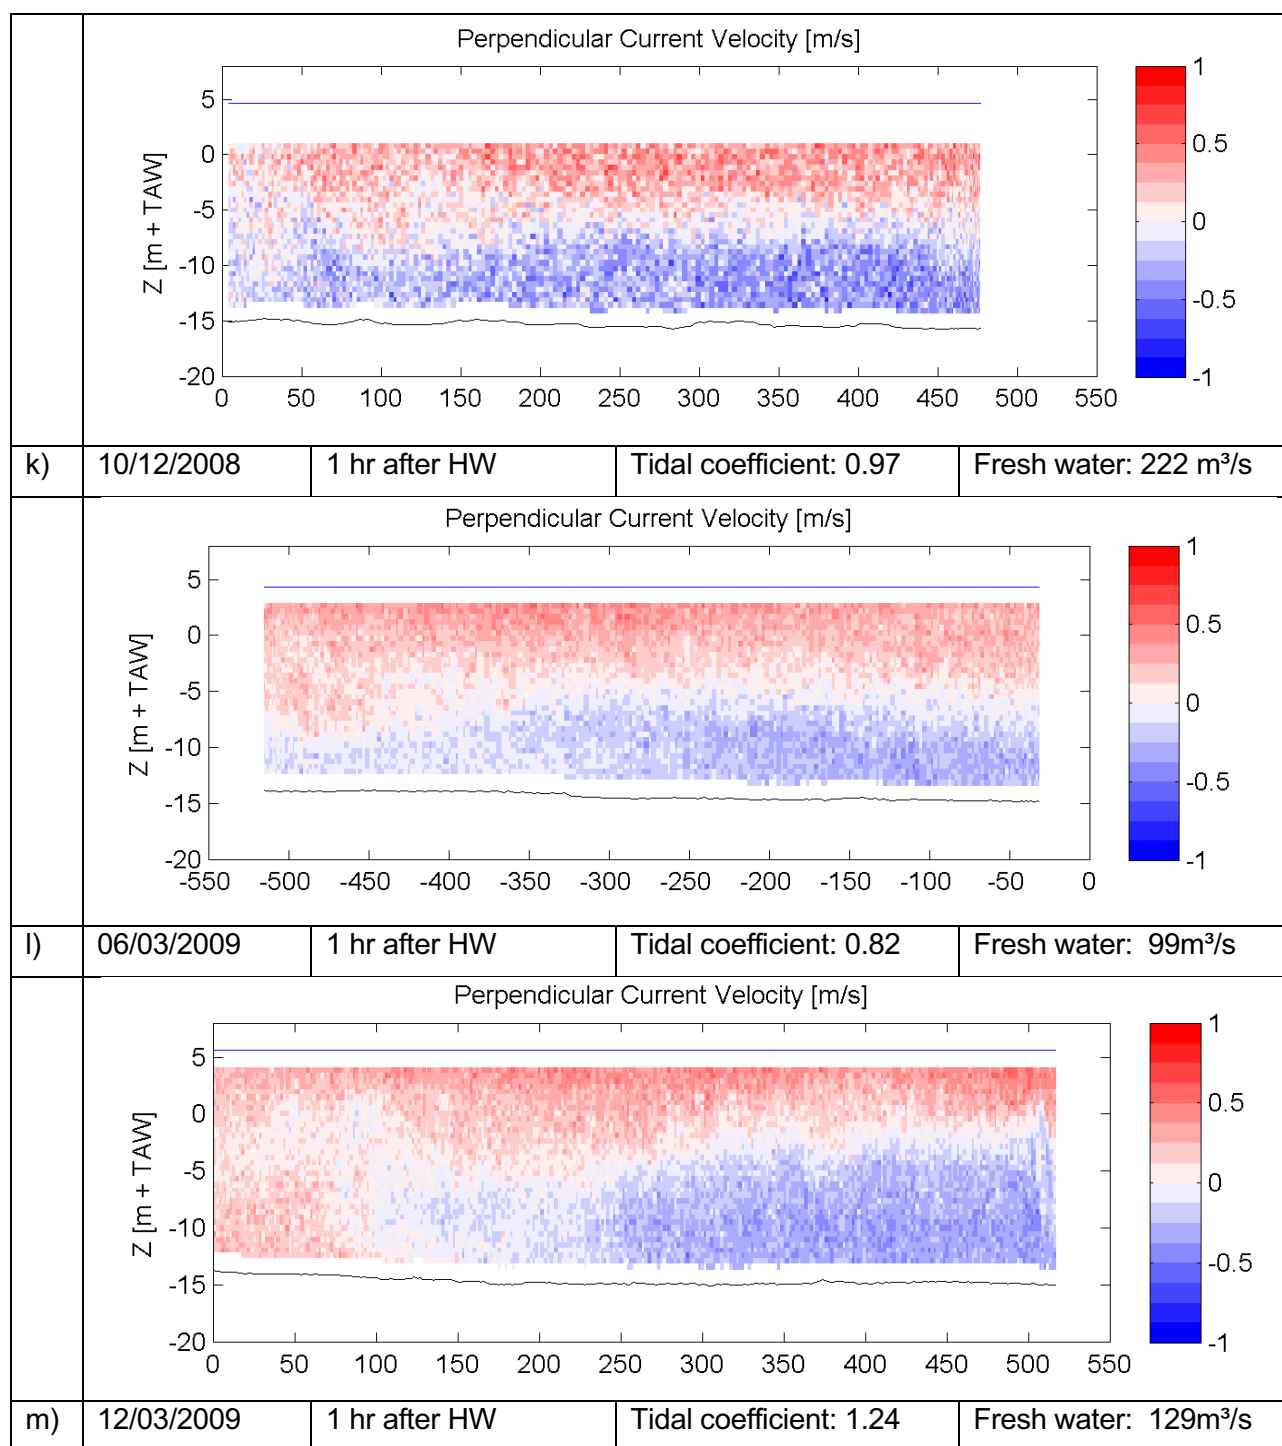 Perpendicular Current Velocity [m/s]
Z [m + TAW]
5
0
-5
-10
-15
-20
0 50 100 150 200 250 300 350 400 450 500 550
1
0.5
0
-0.5
-1
k) 10/12/2008 1 hr after HW Tidal coefficient: 0.97 Fresh water: 222 m³/s
Perpendicular Current Velocity [m/s]
Z [m + TAW]
5
0
-5
-10
-15
-20
-550 -500 -450 -400 -350 -300 -250 -200 -150 -100 -50 0
1
0.5
0
-0.5
-1
l) 06/03/2009 1 hr after HW Tidal coefficient: 0.82 Fresh water: 99m³/s
Perpendicular Current Velocity [m/s]
Z [m + TAW]
5
0
-5
-10
-15
-20
0 50 100 150 200 250 300 350 400 450 500 550
1
0.5
0
-0.5
-1
m) 12/03/2009 1 hr after HW Tidal coefficient: 1.24 Fresh water: 129m³/s